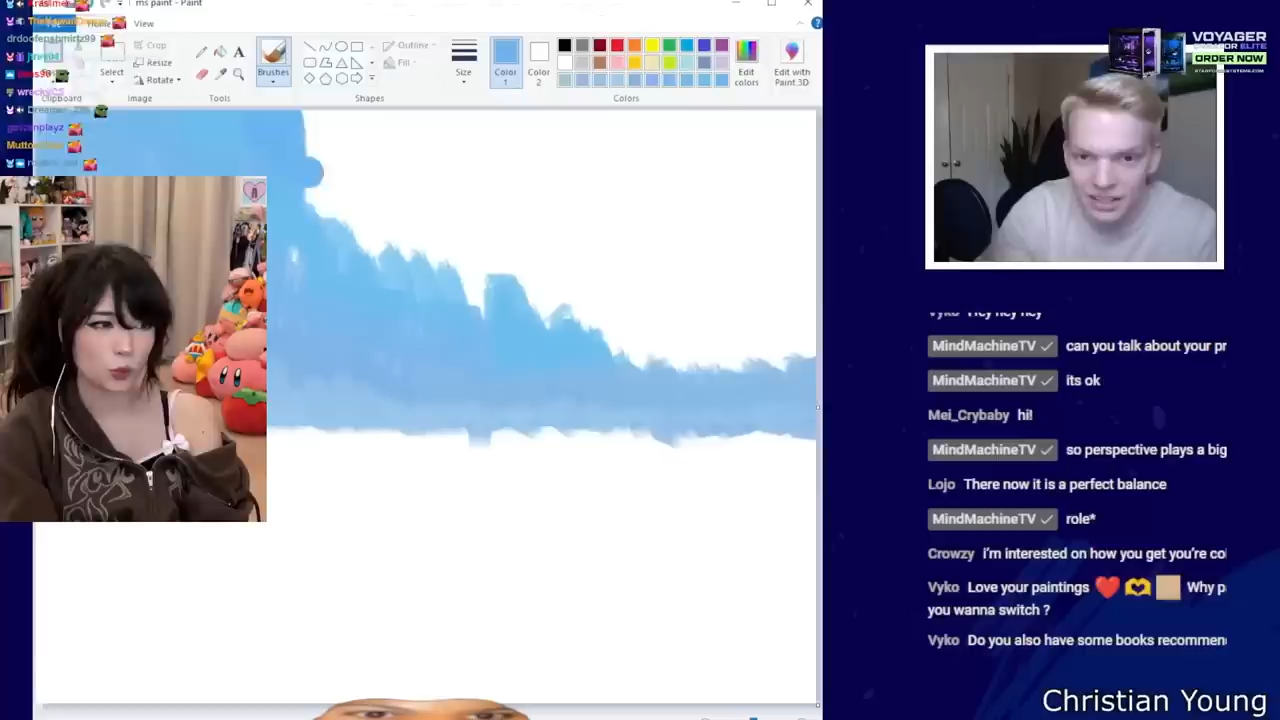 ms paint - Paint
View
Crop
Resize
Rotate
Select
Brushes
Outline
Fill
Size
Color
1
Color
2
Edit
colors
Edit with
Paint 3D
Clipboard
Image
Tools
Shapes
Colors
drdoofenshmirtz99
VOYAGER
ORDER NOW
MindMachineTV can you talk about your pr
MindMachineTV its ok
Mei_Crybaby hi!
MindMachineTV so perspective plays a big
Lojo There now it is a perfect balance
MindMachineTV role*
Crowzy i'm interested on how you get you're co
Vyko Love your paintings ❤️ 🫶 Why p
you wanna switch ?
Vyko Do you also have some books recommen
Christian Young